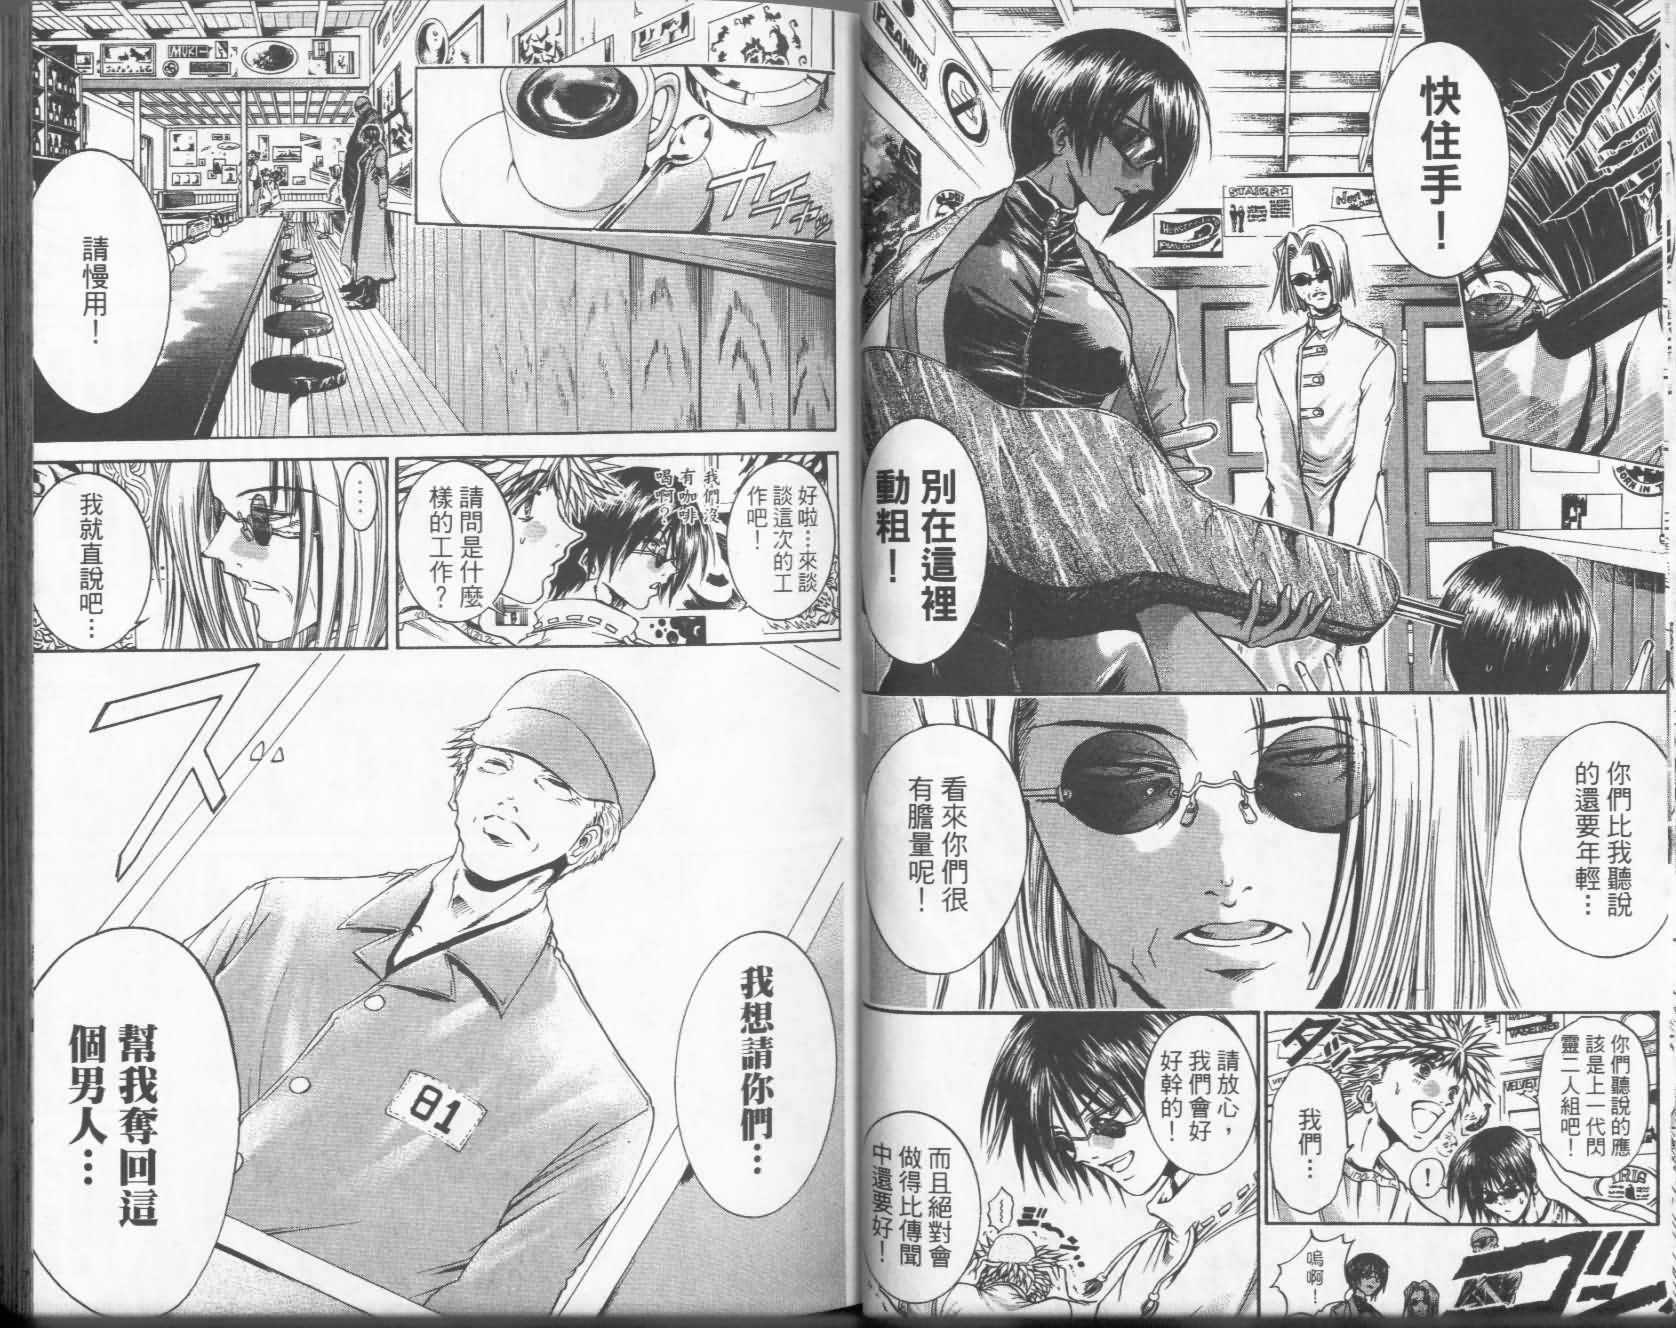 快住手！
別在這裡
動粗！
PEANUTS
STAIRS
你們比我聽說
的還要年輕…
看來你們很
有膽量呢！
你們聽說的應
該是上一代閃
靈二人組吧！
我們…
！
請放心，
我們會好
好幹的！
而且絕對會
做得比傳聞
中還要好！
嗚啊！
カチャッ
請慢用！
好啦…來談
談這次的工
作吧！
我們沒
有咖啡
喝啊？
請問是什麼
樣的工作？
…
我就直說吧…
我想請你們…
幫我奪回這
個男人…
81